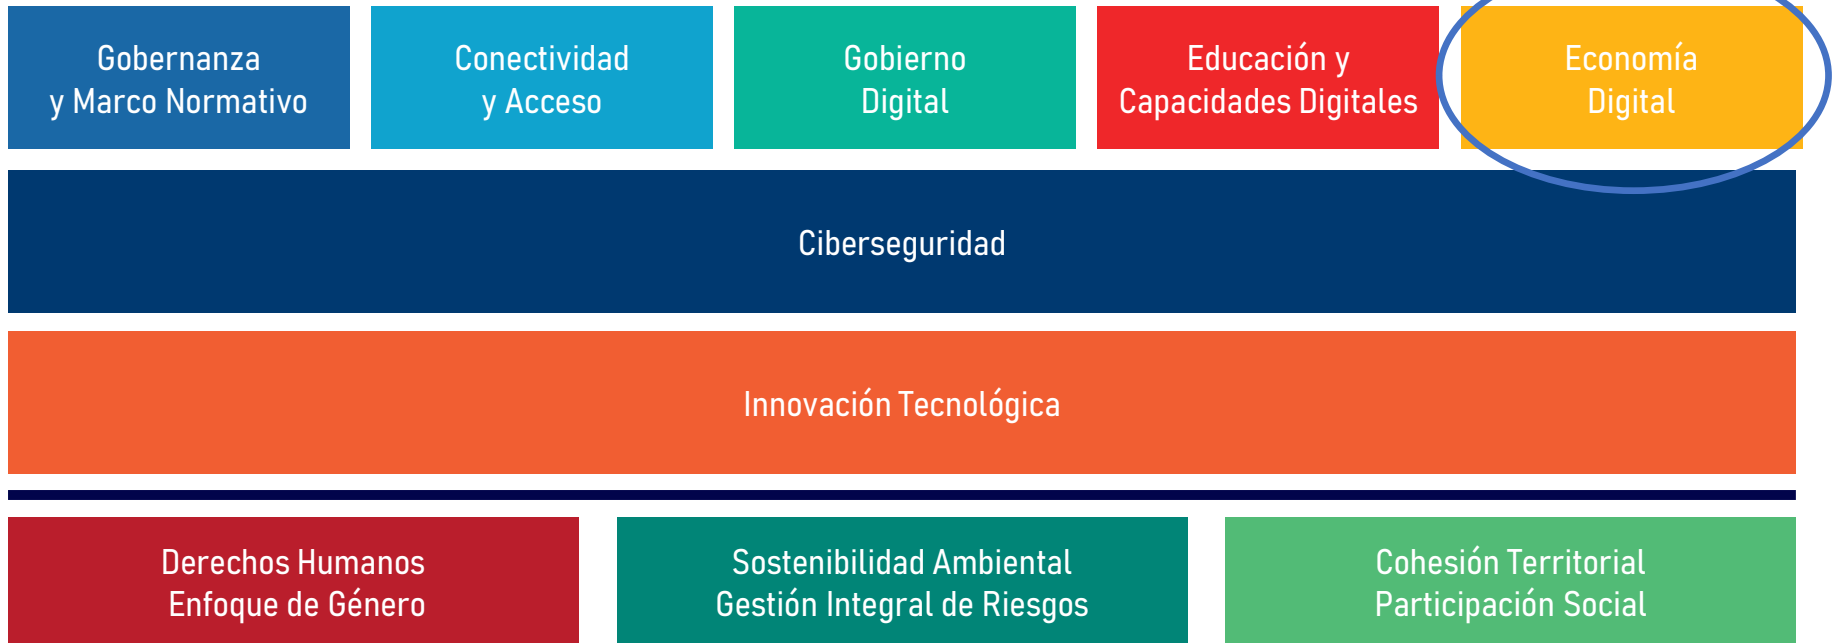 Gobernanza
y Marco Normativo
Conectividad
y Acceso
Gobierno
Digital
Educación y
Capacidades Digitales
Economía
Digital
Ciberseguridad
Innovación Tecnológica
Derechos Humanos
Enfoque de Género
Sostenibilidad Ambiental
Gestión Integral de Riesgos
Cohesión Territorial
Participación Social